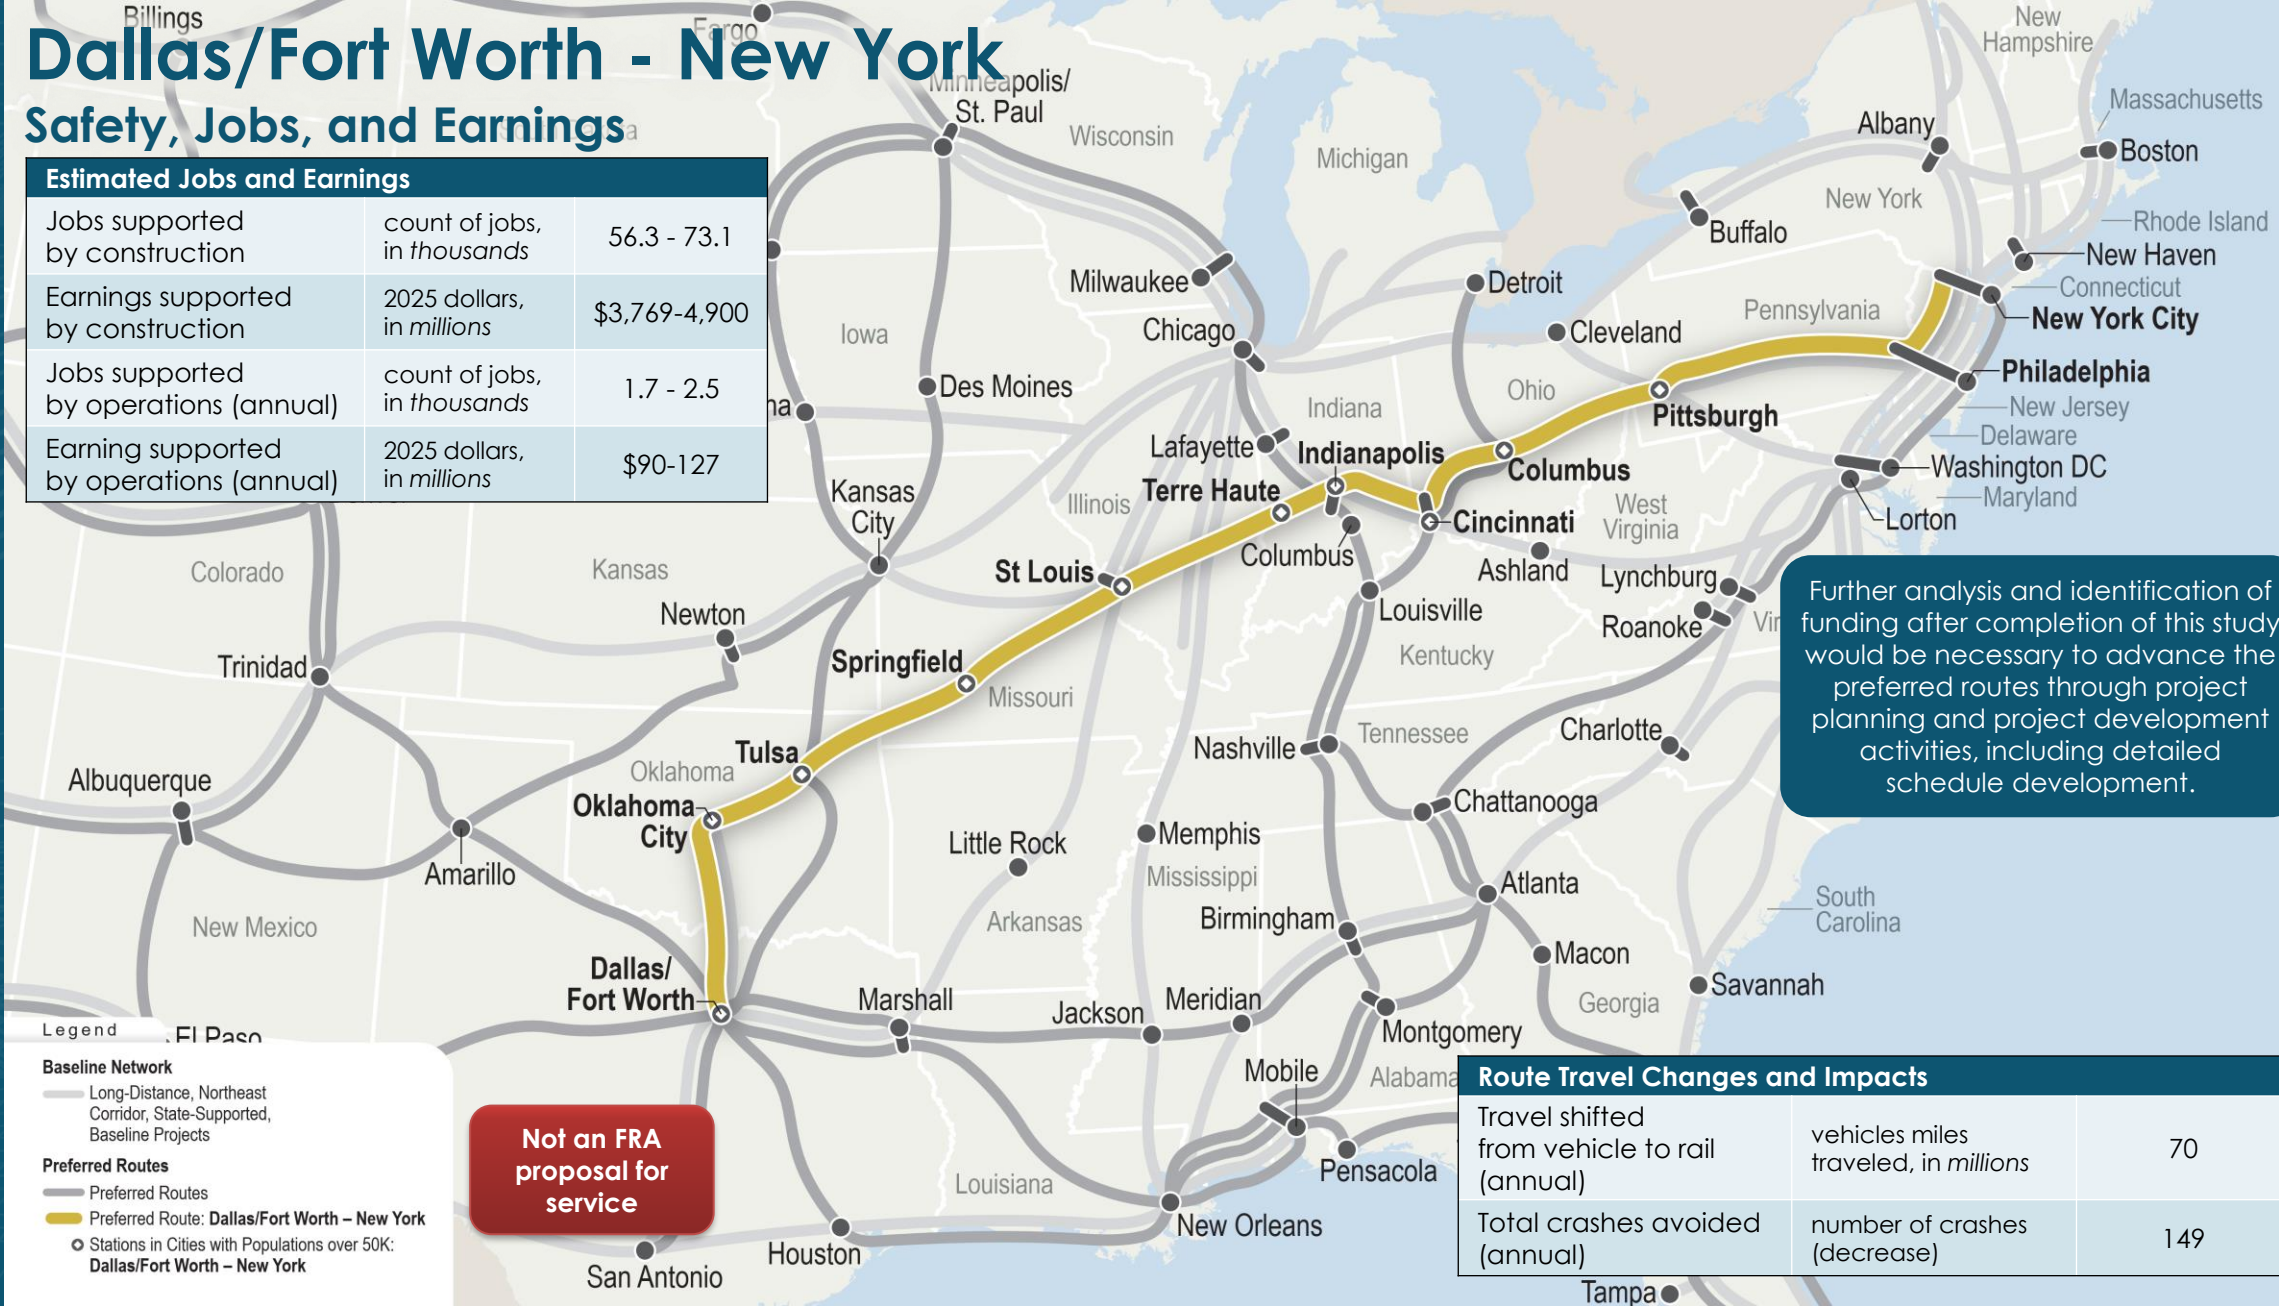 Billings
Fargo
Dallas/Fort Worth - New York
Safety, Jobs, and Earnings
Minneapolis/
St. Paul
Estimated Jobs and Earnings
Jobs supported
by construction
count of jobs,
in thousands
56.3 - 73.1
Earnings supported
by construction
2025 dollars,
in millions
$3,769-4,900
Jobs supported
by operations (annual)
count of jobs,
in thousands
1.7 - 2.5
Earning supported
by operations (annual)
2025 dollars,
in millions
$90-127
Wisconsin
Michigan
New
Hampshire
Massachusetts
Albany
Boston
New York
Buffalo
Rhode Island
New Haven
Connecticut
New York City
Milwaukee
Detroit
Chicago
Cleveland
Pennsylvania
Iowa
Philadelphia
Des Moines
Indiana
Ohio
Pittsburgh
New Jersey
Delaware
Lafayette
Indianapolis
Columbus
Washington DC
Maryland
Kansas
City
Illinois
Terre Haute
West
Virginia
Cincinnati
Lorton
Columbus
Ashland
Colorado
Kansas
St Louis
Lynchburg
Newton
Louisville
Roanoke
Vir
Further analysis and identification of
funding after completion of this study
would be necessary to advance the
preferred routes through project
planning and project development
activities, including detailed
schedule development.
Trinidad
Springfield
Missouri
Kentucky
Tulsa
Oklahoma
Nashville
Tennessee
Charlotte
Albuquerque
Oklahoma
City
Chattanooga
Little Rock
Memphis
Amarillo
Mississippi
Atlanta
New Mexico
Arkansas
Birmingham
South
Carolina
Macon
Dallas/
Fort Worth
Marshall
Jackson
Meridian
Georgia
Savannah
El Paso
Montgomery
Mobile
Alabama
Legend
Baseline Network
Long-Distance, Northeast
Corridor, State-Supported,
Baseline Projects
Preferred Routes
Preferred Routes
Preferred Route: Dallas/Fort Worth – New York
Stations in Cities with Populations over 50K:
Dallas/Fort Worth – New York
Not an FRA
proposal for
service
Louisiana
Pensacola
New Orleans
Houston
San Antonio
Route Travel Changes and Impacts
Travel shifted
from vehicle to rail
(annual)
vehicles miles
traveled, in millions
70
Total crashes avoided
(annual)
number of crashes
(decrease)
149
Tampa